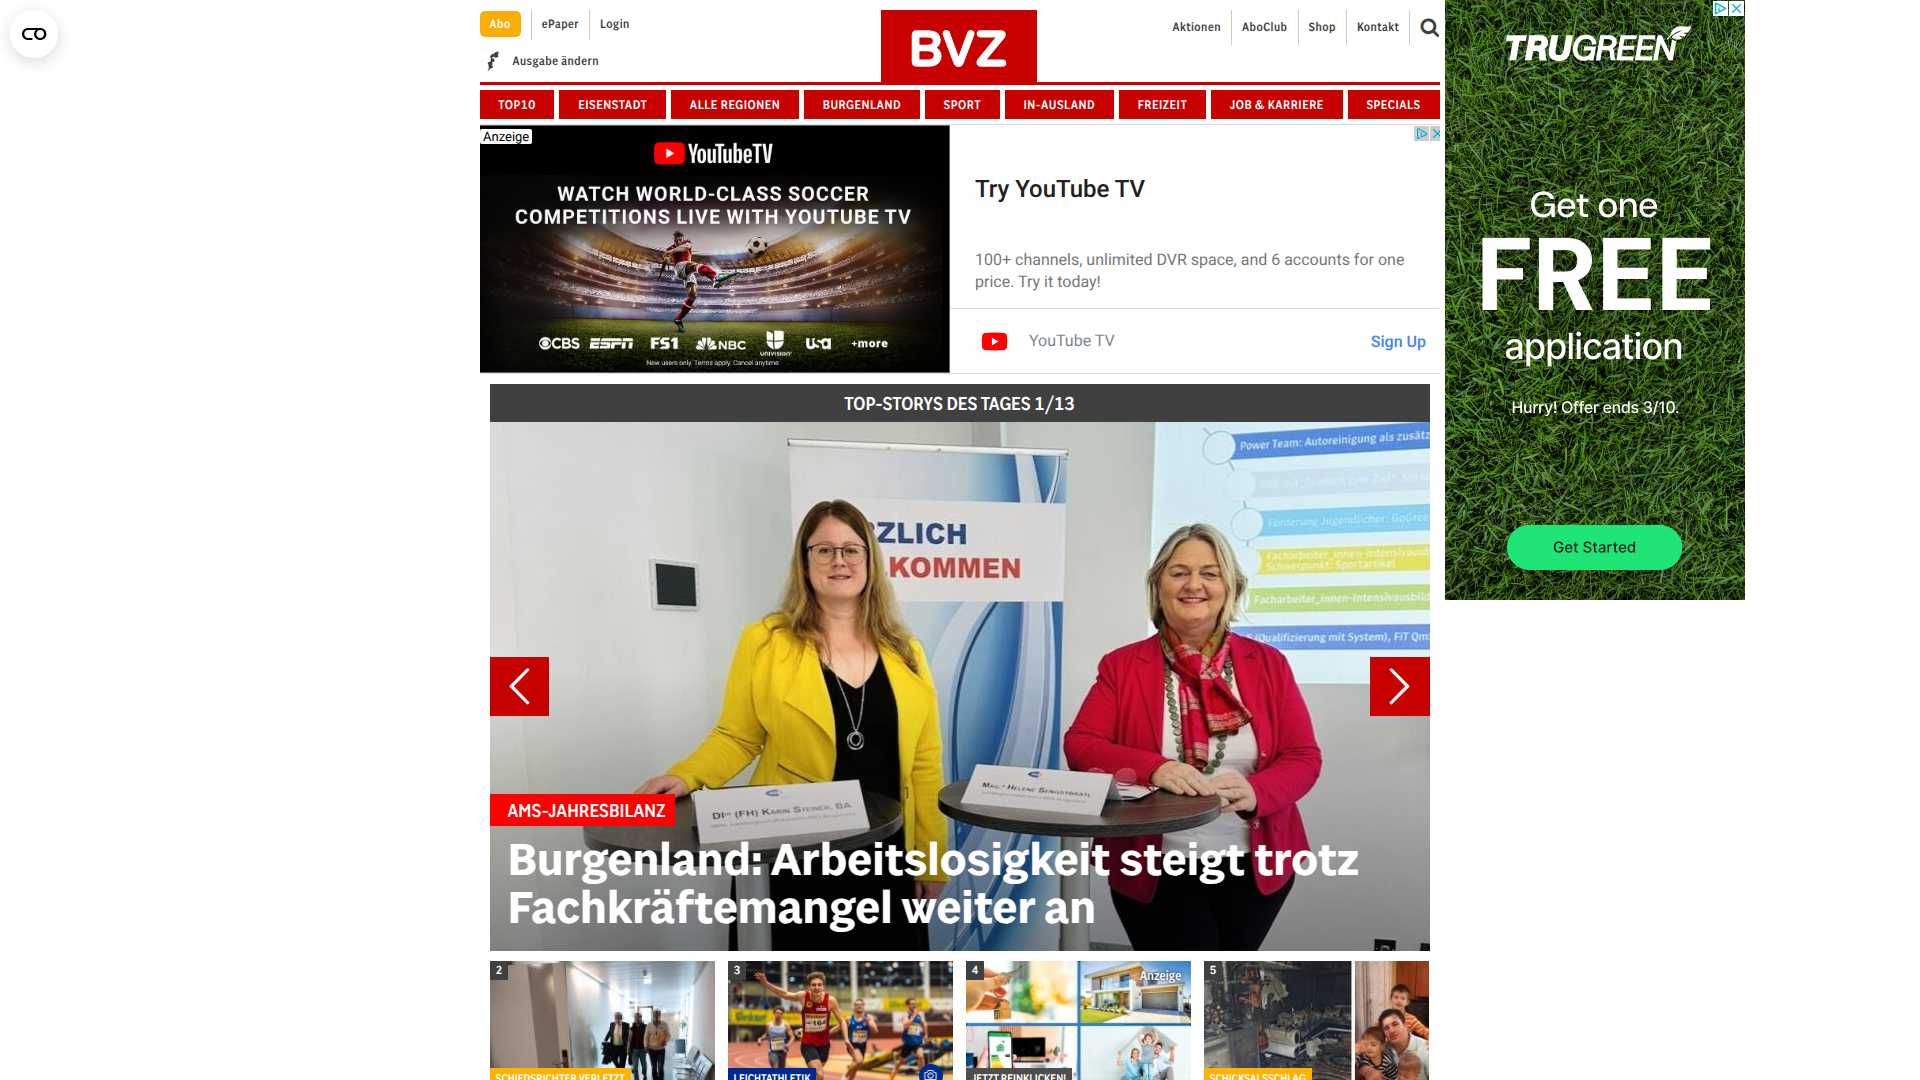 Abo
ePaper
Login
Ausgabe ändern
BVZ
Aktionen
AboClub
Shop
Kontakt
TOP10
EISENSTADT
ALLE REGIONEN
BURGENLAND
SPORT
IN-AUSLAND
FREIZEIT
JOB & KARRIERE
SPECIALS
Anzeige
YouTubeTV
WATCH WORLD-CLASS SOCCER
COMPETITIONS LIVE WITH YOUTUBE TV
CBS ESPN FS1 NBC UNIVISION USA +more
New users only. Terms apply. Cancel anytime.
Try YouTube TV
100+ channels, unlimited DVR space, and 6 accounts for one
price. Try it today!
YouTube TV
Sign Up
TRUGREEN
Get one
FREE
application
Hurry! Offer ends 3/10.
Get Started
TOP-STORYS DES TAGES 1/13
Power Team: Autoreinigung als zusätz
Förderung Jugendlicher: GoGree
Facharbeiter_innen-Intensivausb
Schwerpunkt: Sportartikel
Facharbeiter_innen-Intensivausbild
(Qualifizierung mit System), FiT Qm
ZLICH
KOMMEN
DIin (FH) KARIN STEINER, BA
MAG.a HELENE SENGSTBRATL
AMS-JAHRESBILANZ
Burgenland: Arbeitslosigkeit steigt trotz
Fachkräftemangel weiter an
2
SCHIEDSRICHTER VERLETZT
3
164
LEICHTATHLETIK
4
Anzeige
JETZT REINKLICKEN!
5
SCHICKSALSSCHLAG